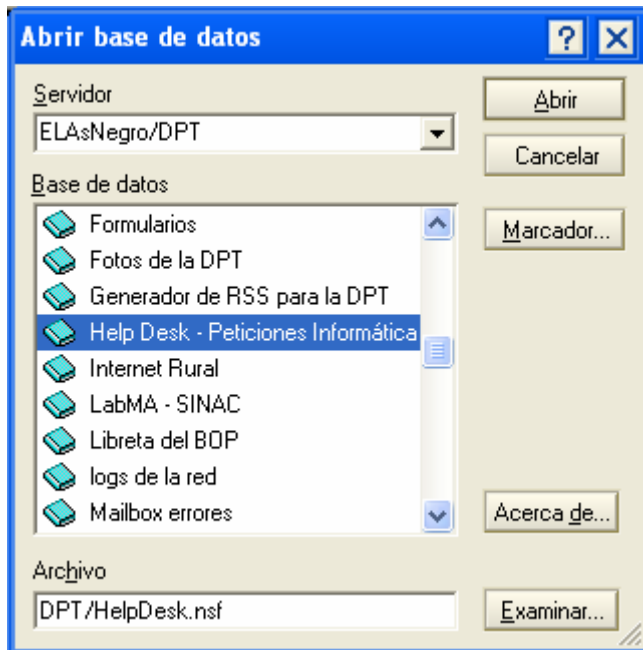 Abrir base de datos
Servidor
ELAsNegro/DPT
Abrir
Cancelar
Base de datos
Marcador...
Formularios
Fotos de la DPT
Generador de RSS para la DPT
Help Desk - Peticiones Informática
Internet Rural
LabMA - SINAC
Libreta del BOP
logs de la red
Mailbox errores
Acerca de...
Archivo
DPT/HelpDesk.nsf
Examinar...